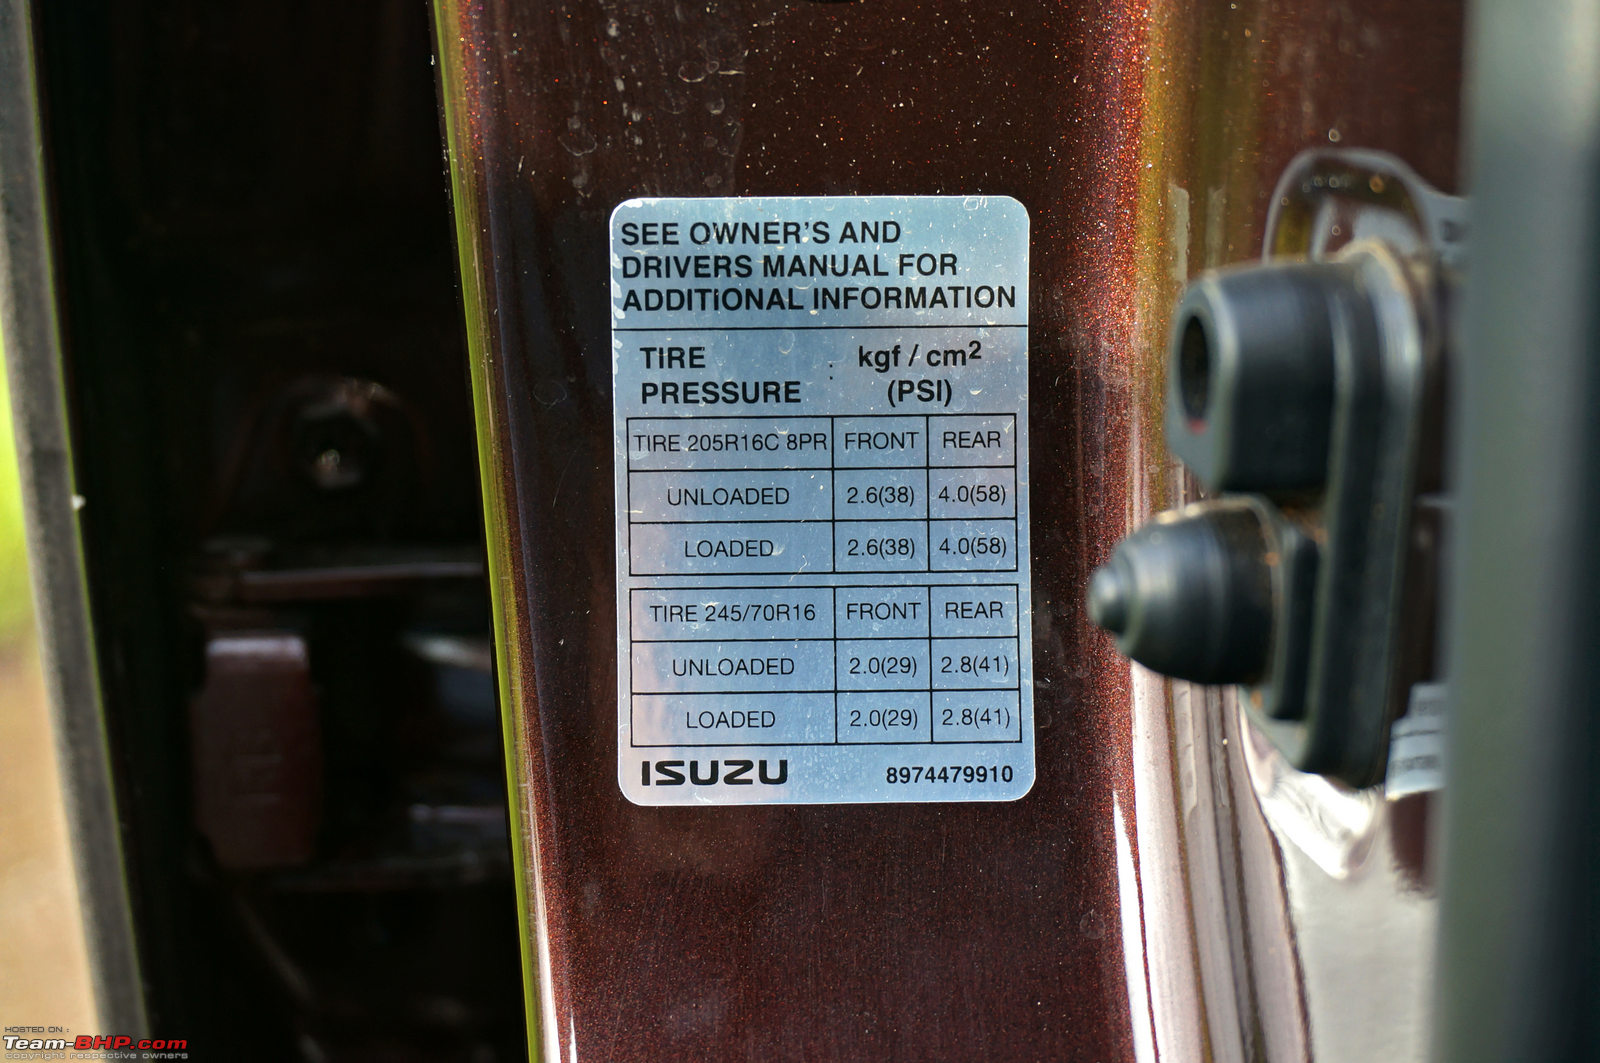 SEE OWNER'S AND
DRIVERS MANUAL FOR
ADDITIONAL INFORMATION
TIRE kgf / cm2
PRESSURE : (PSI)
TIRE 205R16C 8PR FRONT REAR
UNLOADED 2.6(38) 4.0(58)
LOADED 2.6(38) 4.0(58)
TIRE 245/70R16 FRONT REAR
UNLOADED 2.0(29) 2.8(41)
LOADED 2.0(29) 2.8(41)
ISUZU 8974479910
HOSTED ON :
Team-BHP.com
copyright respective owners